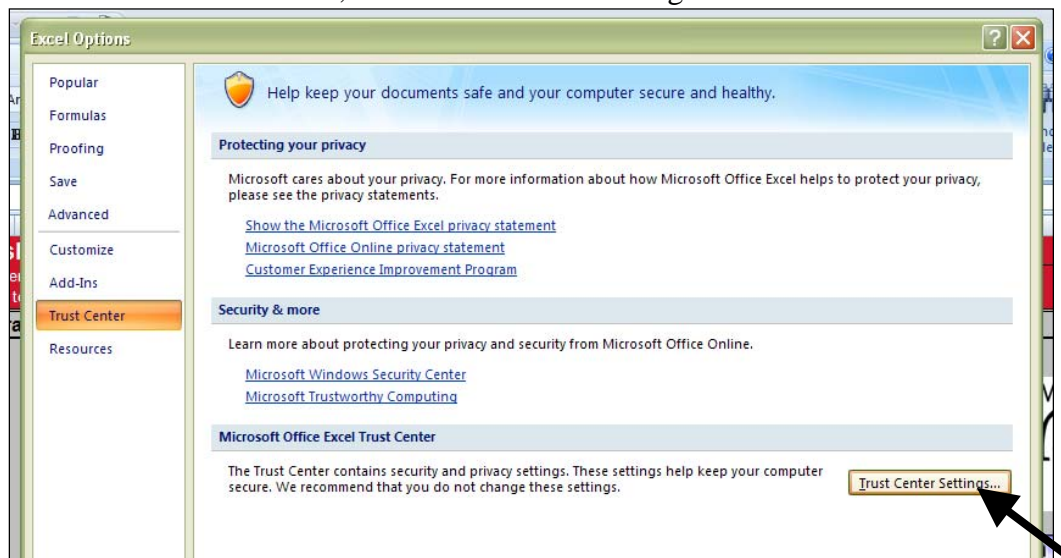 Excel Options
Popular
Formulas
Proofing
Save
Advanced
Customize
Add-Ins
Trust Center
Resources
Help keep your documents safe and your computer secure and healthy.
Protecting your privacy
Microsoft cares about your privacy. For more information about how Microsoft Office Excel helps to protect your privacy,
please see the privacy statements.
Show the Microsoft Office Excel privacy statement
Microsoft Office Online privacy statement
Customer Experience Improvement Program
Security & more
Learn more about protecting your privacy and security from Microsoft Office Online.
Microsoft Windows Security Center
Microsoft Trustworthy Computing
Microsoft Office Excel Trust Center
The Trust Center contains security and privacy settings. These settings help keep your computer
secure. We recommend that you do not change these settings.
Trust Center Settings...